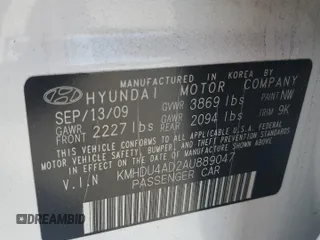 MANUFACTURED IN KOREA BY
HYUNDAI MOTOR COMPANY
SEP/13/09 GVWR 3869 lbs PAINT NW
GAWR FRONT 2227 lbs GAWR REAR 2094 lbs TRIM 9K
THIS VEHICLE CONFORMS TO ALL APPLICABLE
FEDERAL MOTOR VEHICLE SAFETY, BUMPER, AND
THEFT PREVENTION STANDARDS IN EFFECT ON
THE DATE OF MANUFACTURE SHOWN ABOVE.
V.I.N KMHDU4AD2AU889047
PASSENGER CAR
DREAMBID